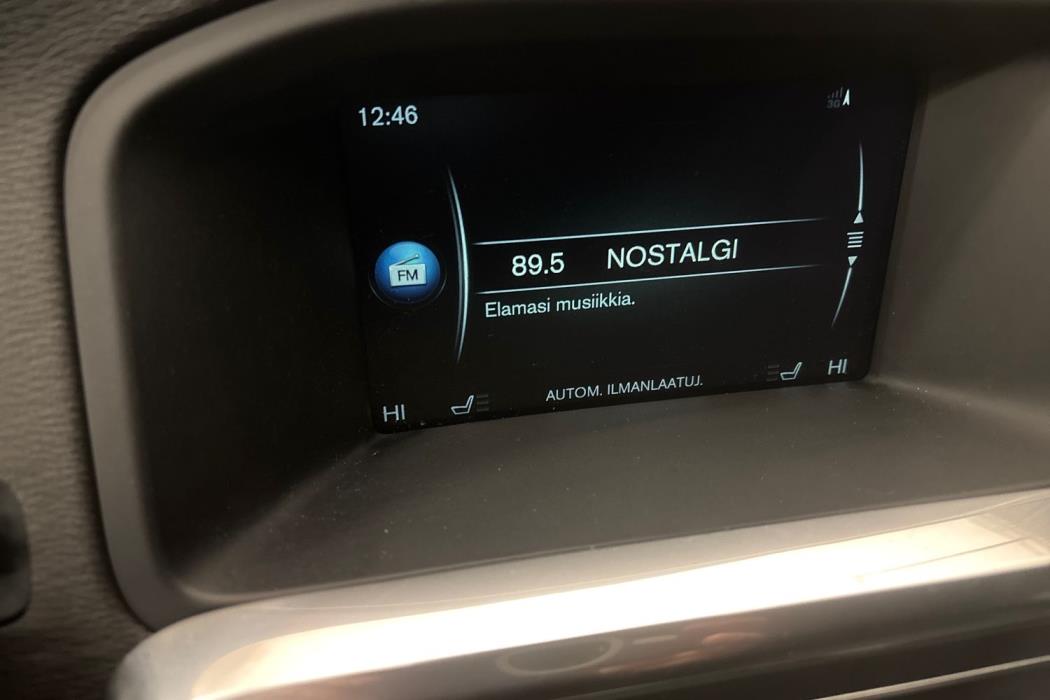 12:46
3G
FM
89.5 NOSTALGI
Elamasi musiikkia.
HI AUTOM. ILMANLAATUJ. HI